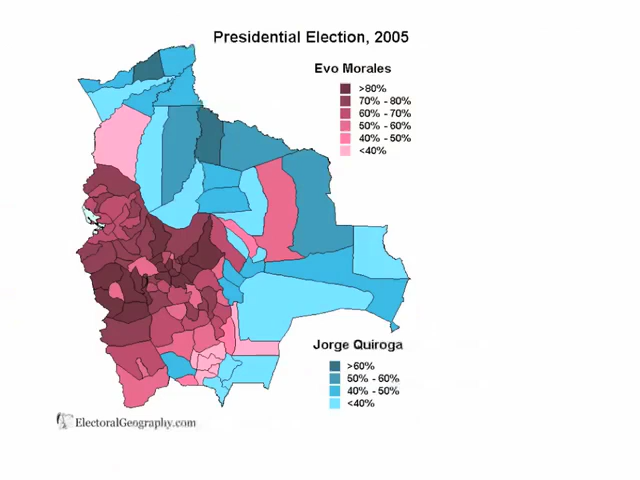 Presidential Election, 2005
Evo Morales
>80%
70% - 80%
60% - 70%
50% - 60%
40% - 50%
<40%
Jorge Quiroga
>60%
50% - 60%
40% - 50%
<40%
ElectoralGeography.com